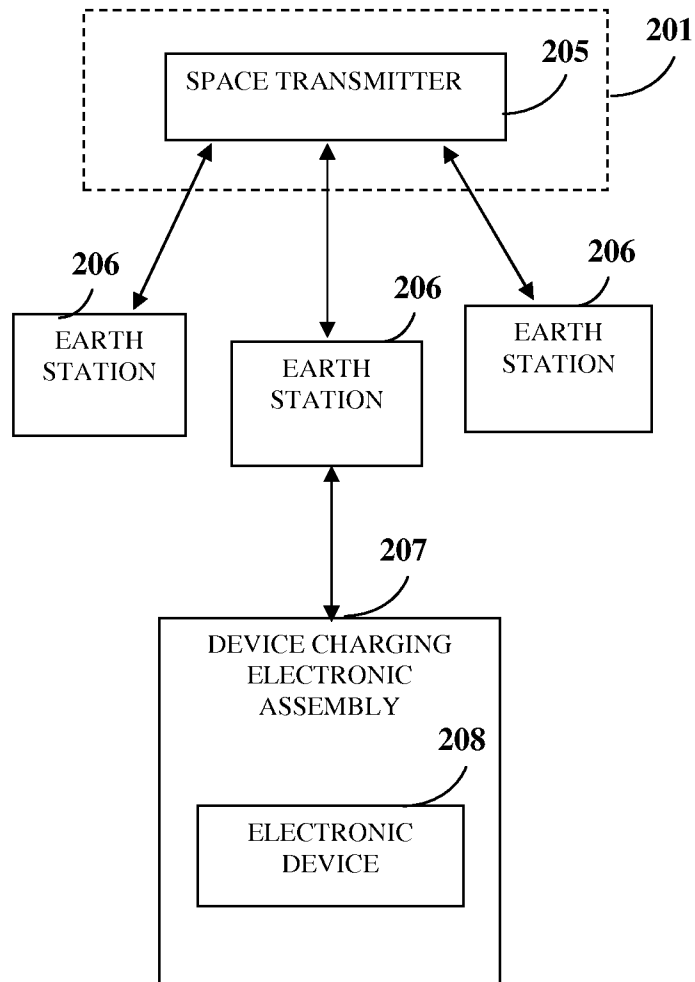 201
205
SPACE TRANSMITTER
206
206
206
EARTH
STATION
EARTH
STATION
EARTH
STATION
207
DEVICE CHARGING
ELECTRONIC
ASSEMBLY
208
ELECTRONIC
DEVICE